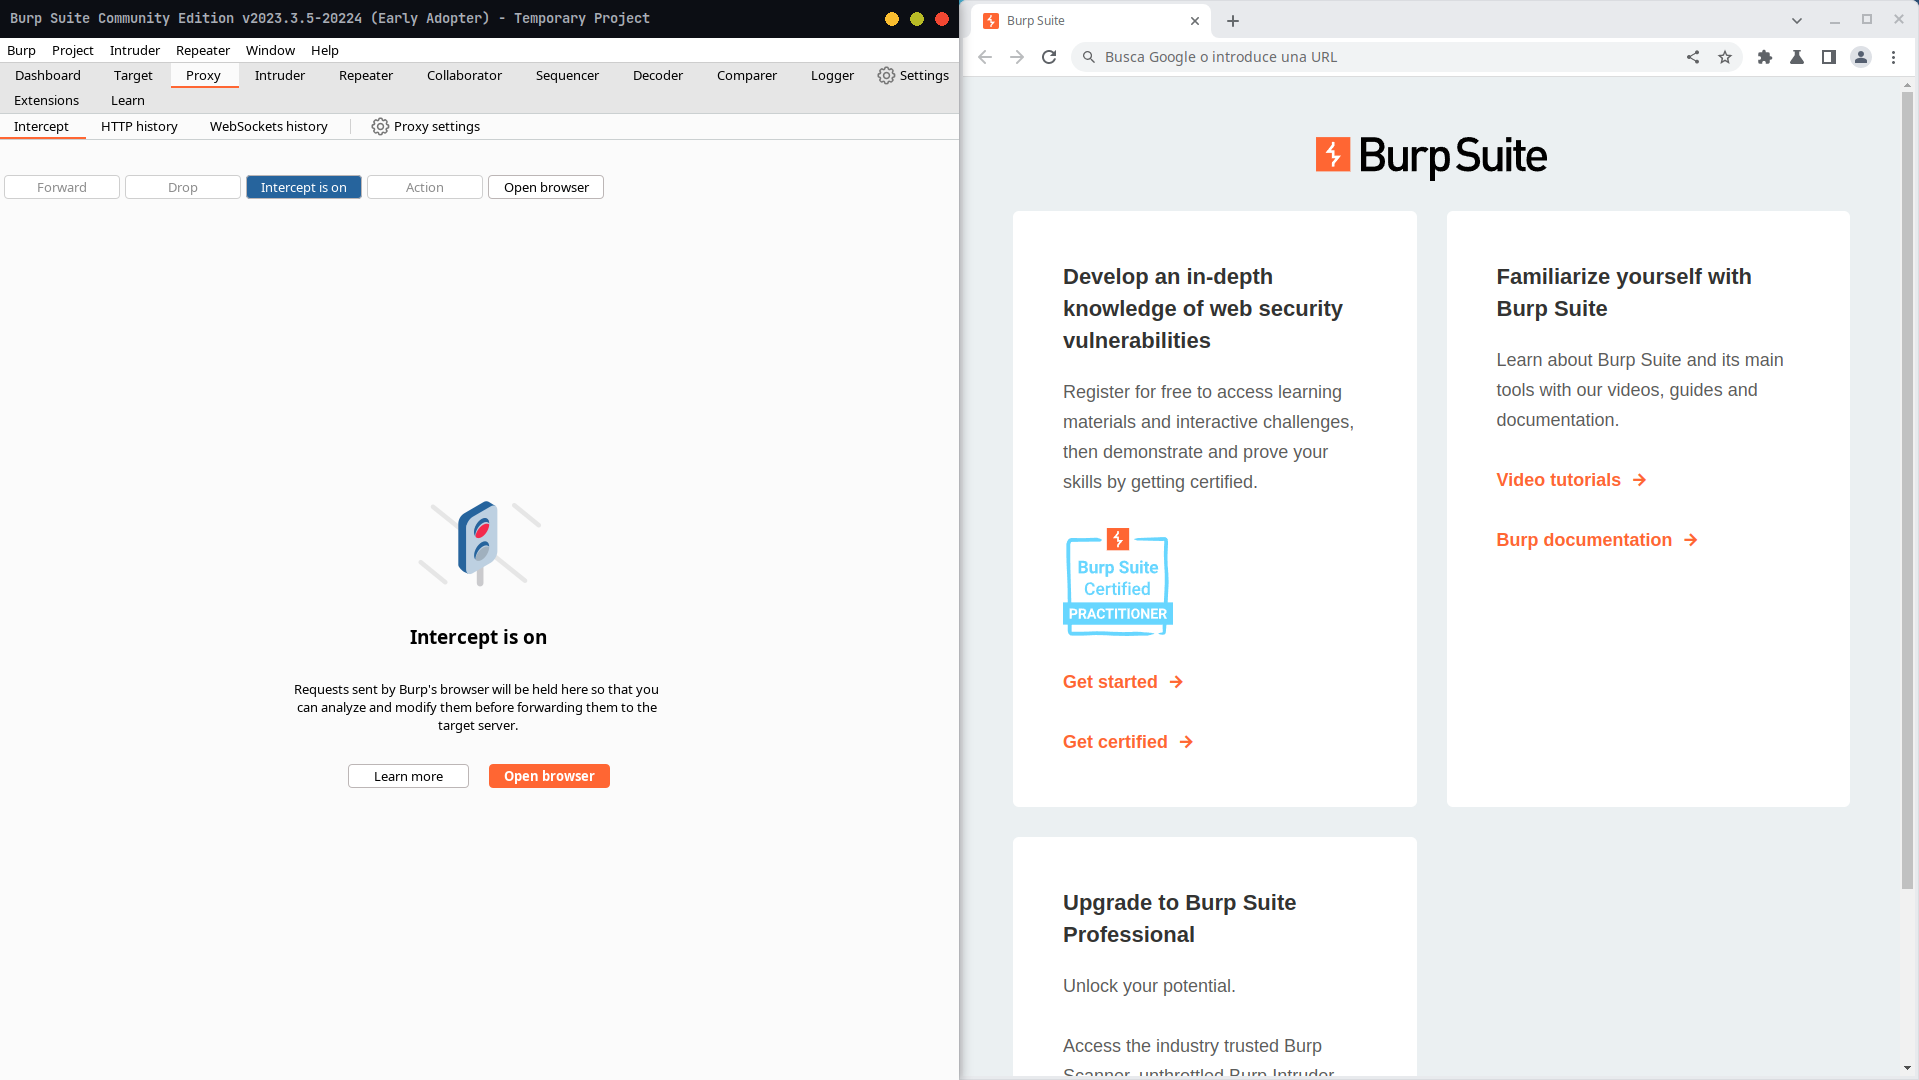 Burp Suite Community Edition v2023.3.5-20224 (Early Adopter) - Temporary Project
Burp Project Intruder Repeater Window Help
Dashboard Target Proxy Intruder Repeater Collaborator Sequencer Decoder Comparer Logger Settings
Extensions Learn
Intercept HTTP history WebSockets history Proxy settings
Forward Drop Intercept is on Action Open browser
Intercept is on
Requests sent by Burp's browser will be held here so that you
can analyze and modify them before forwarding them to the
target server.
Learn more Open browser
Burp Suite
Busca Google o introduce una URL
Burp Suite
Develop an in-depth
knowledge of web security
vulnerabilities
Register for free to access learning
materials and interactive challenges,
then demonstrate and prove your
skills by getting certified.
Burp Suite
Certified
PRACTITIONER
Get started
Get certified
Familiarize yourself with
Burp Suite
Learn about Burp Suite and its main
tools with our videos, guides and
documentation.
Video tutorials
Burp documentation
Upgrade to Burp Suite
Professional
Unlock your potential.
Access the industry trusted Burp
Scanner, unthrottled Burp Intruder